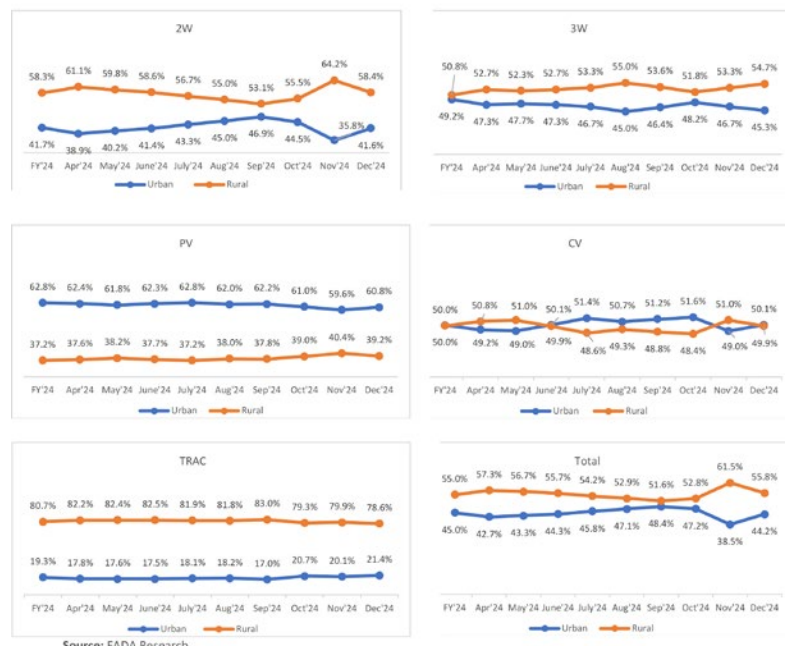 2W
58.3% 61.1% 59.8% 58.6% 56.7% 55.0% 53.1% 55.5% 64.2% 58.4%
41.7% 38.9% 40.2% 41.4% 43.3% 45.0% 46.9% 44.5% 35.8% 41.6%
FY'24 Apr'24 May'24 June'24 July'24 Aug'24 Sep'24 Oct'24 Nov'24 Dec'24
Urban Rural
3W
50.8% 52.7% 52.3% 52.7% 53.3% 55.0% 53.6% 51.8% 53.3% 54.7%
49.2% 47.3% 47.7% 47.3% 46.7% 45.0% 46.4% 48.2% 46.7% 45.3%
FY'24 Apr'24 May'24 June'24 July'24 Aug'24 Sep'24 Oct'24 Nov'24 Dec'24
Urban Rural
PV
62.8% 62.4% 61.8% 62.3% 62.8% 62.0% 62.2% 61.0% 59.6% 60.8%
37.2% 37.6% 38.2% 37.7% 37.2% 38.0% 37.8% 39.0% 40.4% 39.2%
FY'24 Apr'24 May'24 June'24 July'24 Aug'24 Sep'24 Oct'24 Nov'24 Dec'24
Urban Rural
CV
50.0% 50.8% 51.0% 50.1% 51.4% 50.7% 51.2% 51.6% 51.0% 50.1%
50.0% 49.2% 49.0% 49.9% 48.6% 49.3% 48.8% 48.4% 49.0% 49.9%
FY'24 Apr'24 May'24 June'24 July'24 Aug'24 Sep'24 Oct'24 Nov'24 Dec'24
Urban Rural
TRAC
80.7% 82.2% 82.4% 82.5% 81.9% 81.8% 83.0% 79.3% 79.9% 78.6%
19.3% 17.8% 17.6% 17.5% 18.1% 18.2% 17.0% 20.7% 20.1% 21.4%
FY'24 Apr'24 May'24 June'24 July'24 Aug'24 Sep'24 Oct'24 Nov'24 Dec'24
Urban Rural
Total
55.0% 57.3% 56.7% 55.7% 54.2% 52.9% 51.6% 52.8% 61.5% 55.8%
45.0% 42.7% 43.3% 44.3% 45.8% 47.1% 48.4% 47.2% 38.5% 44.2%
FY'24 Apr'24 May'24 June'24 July'24 Aug'24 Sep'24 Oct'24 Nov'24 Dec'24
Urban Rural
Source: FADA Research